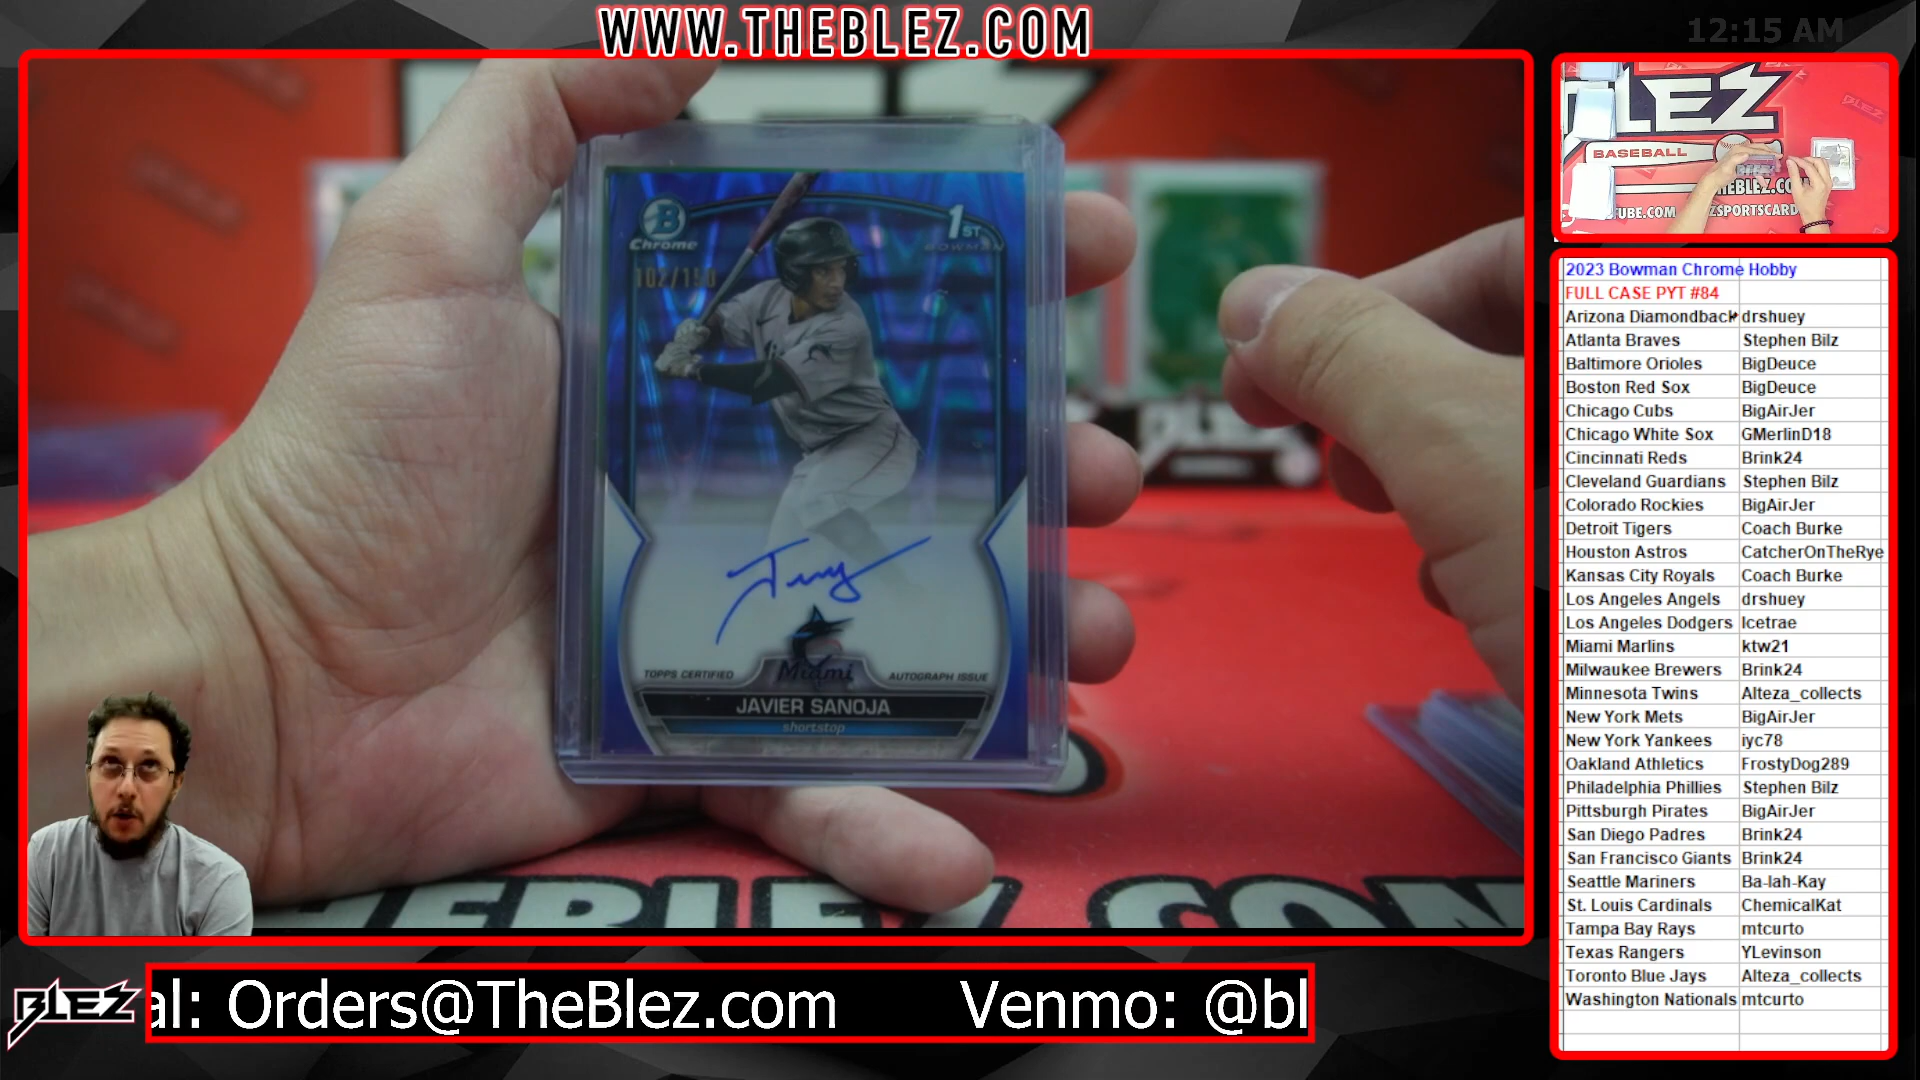 WWW.THEBLEZ.COM
12:15 AM
B
Chrome
1ST
BOWMAN
102/150
TOPPS CERTIFIED
Miami
AUTOGRAPH ISSUE
JAVIER SANOJA
shortstop
BLEZ
BASEBALL
2023 Bowman Chrome Hobby
FULL CASE PYT #84
Arizona Diamondback drshuey
Atlanta Braves Stephen Bilz
Baltimore Orioles BigDeuce
Boston Red Sox BigDeuce
Chicago Cubs BigAirJer
Chicago White Sox GMerlinD18
Cincinnati Reds Brink24
Cleveland Guardians Stephen Bilz
Colorado Rockies BigAirJer
Detroit Tigers Coach Burke
Houston Astros CatcherOnTheRye
Kansas City Royals Coach Burke
Los Angeles Angels drshuey
Los Angeles Dodgers Icetrae
Miami Marlins ktw21
Milwaukee Brewers Brink24
Minnesota Twins Alteza_collects
New York Mets BigAirJer
New York Yankees iyc78
Oakland Athletics FrostyDog289
Philadelphia Phillies Stephen Bilz
Pittsburgh Pirates BigAirJer
San Diego Padres Brink24
San Francisco Giants Brink24
Seattle Mariners Ba-lah-Kay
St. Louis Cardinals ChemicalKat
Tampa Bay Rays mtcurto
Texas Rangers YLevinson
Toronto Blue Jays Alteza_collects
Washington Nationals mtcurto
BLEZ
al: Orders@TheBlez.com Venmo: @bl